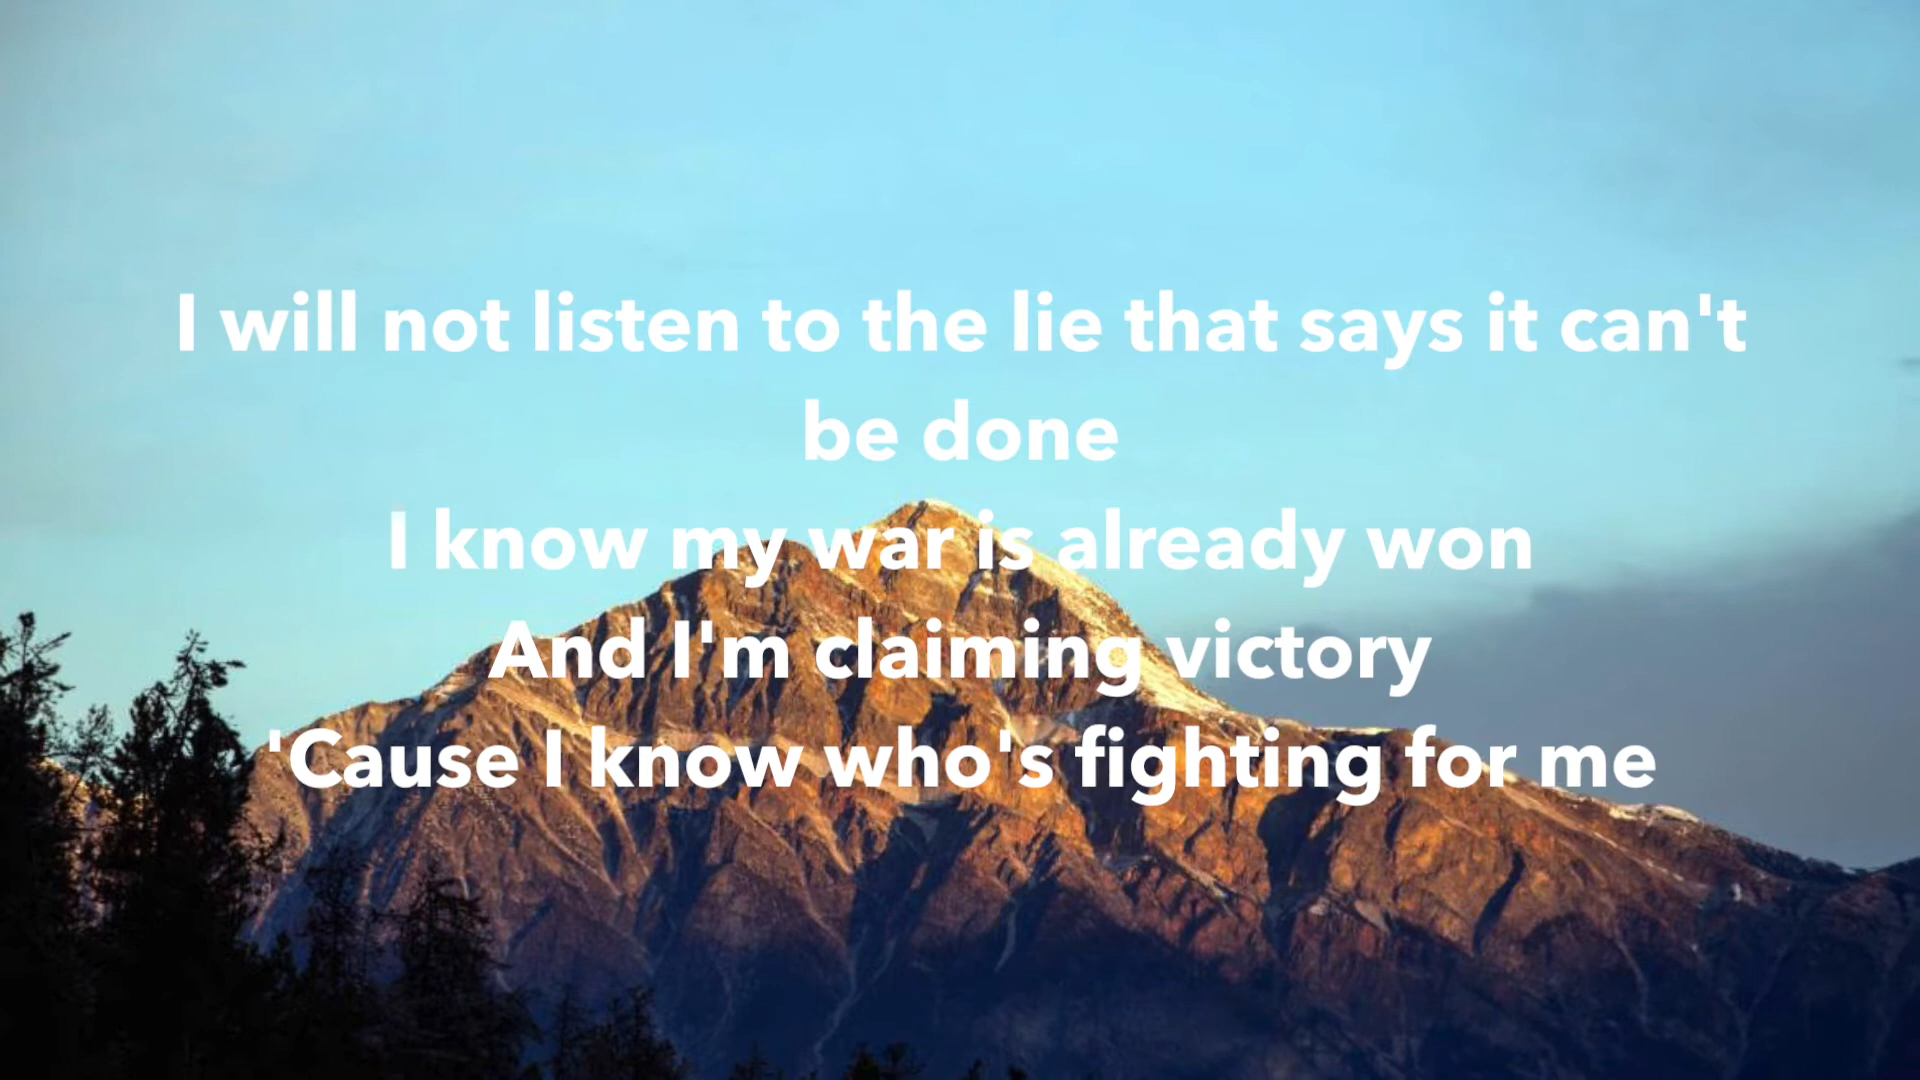 I will not listen to the lie that says it can't
be done
I know my war is already won
And I'm claiming victory
'Cause I know who's fighting for me